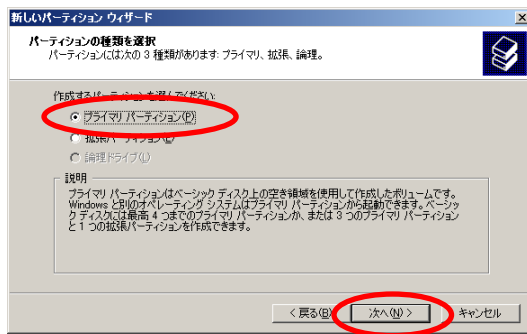 新しいパーティション ウィザード
パーティションの種類を選択
パーティションには次の 3 種類があります: プライマリ、拡張、論理。
作成するパーティションを選んでください:
プライマリ パーティション(P)
拡張パーティション(E)
論理ドライブ(L)
説明
プライマリ パーティションはベーシック ディスク上の空き領域を使用して作成したボリュームです。
Windows と別のオペレーティング システムはプライマリ パーティションから起動できます。ベーシッ
ク ディスクには最高 4 つまでのプライマリ パーティションか、または 3 つのプライマリ パーティション
と 1 つの拡張パーティションを作成できます。
< 戻る(B) 次へ(N) > キャンセル